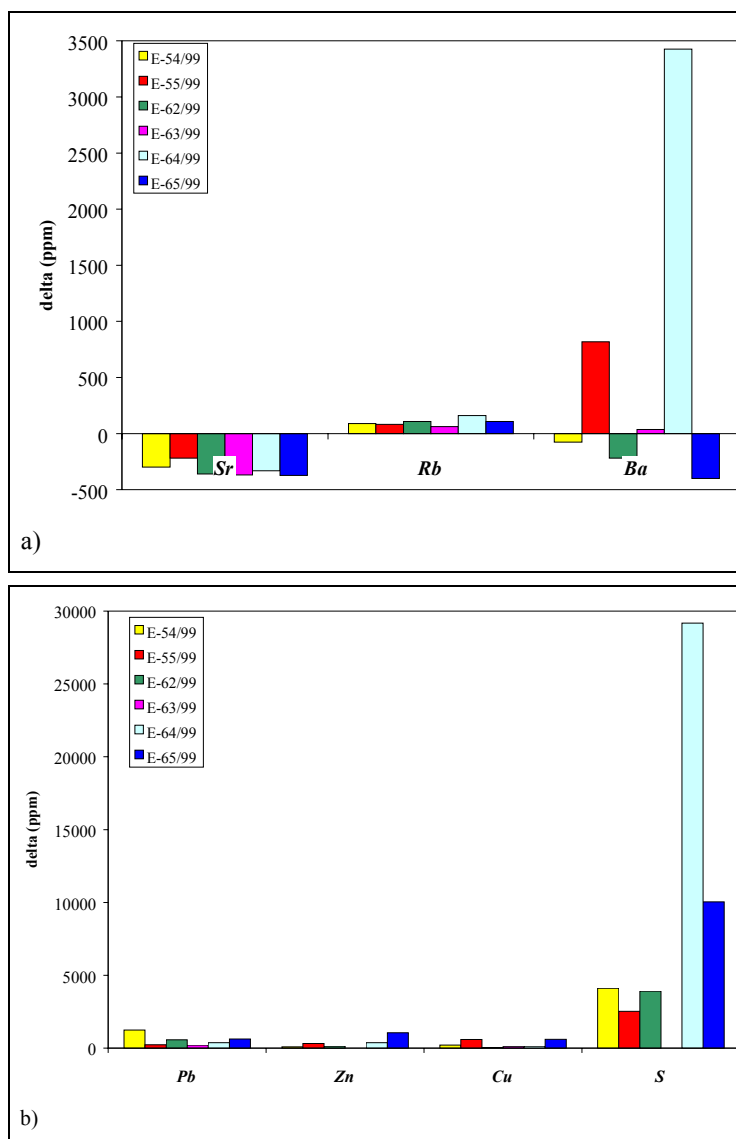 3500
3000
2500
2000
1500
1000
500
0
-500
delta (ppm)
E-54/99
E-55/99
E-62/99
E-63/99
E-64/99
E-65/99
Sr Rb Ba
a)
30000
25000
20000
15000
10000
5000
0
delta (ppm)
E-54/99
E-55/99
E-62/99
E-63/99
E-64/99
E-65/99
Pb Zn Cu S
b)